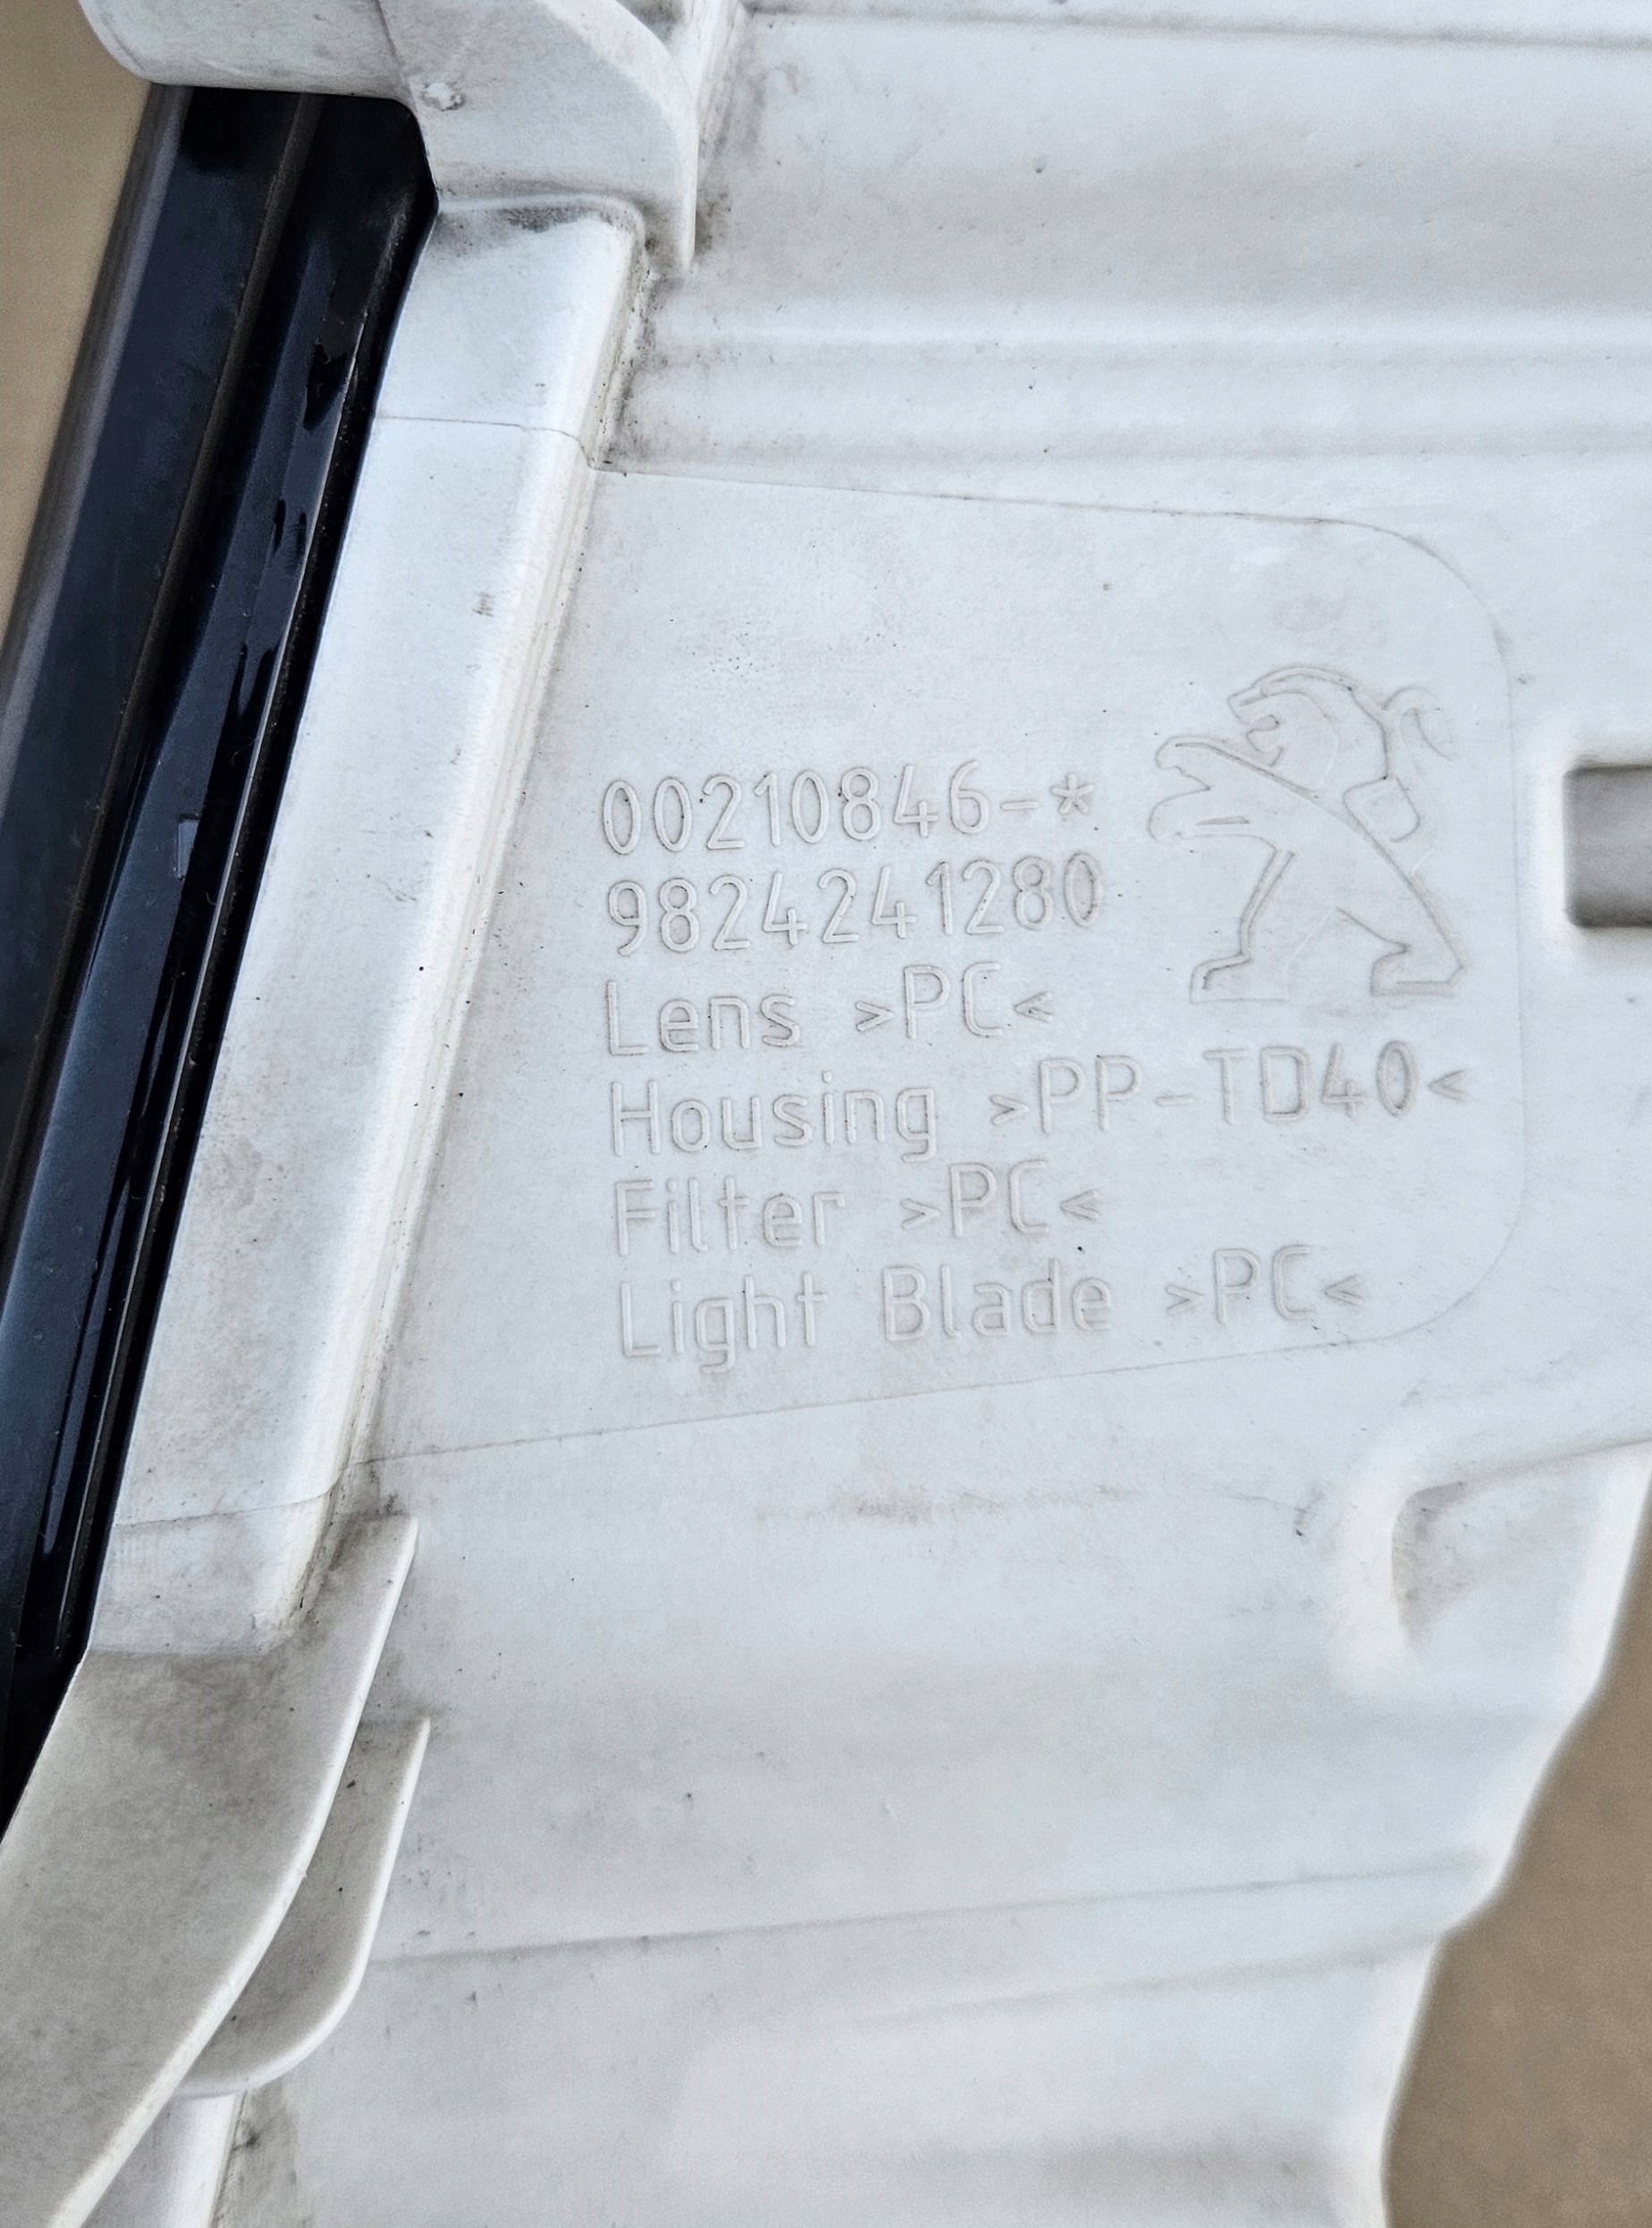 00210846-*
9824241280
Lens >PC<
Housing >PP-TD40<
Filter >PC<
Light Blade >PC<